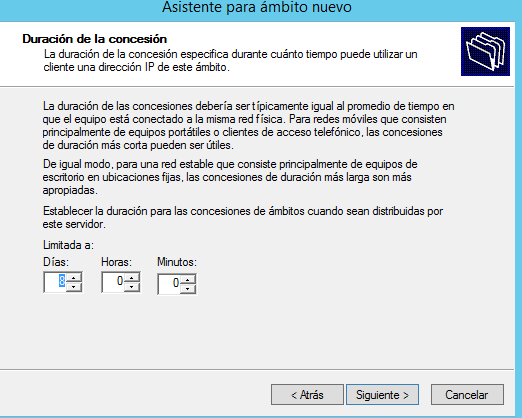 Asistente para ámbito nuevo
Duración de la concesión
La duración de la concesión especifica durante cuánto tiempo puede utilizar un
cliente una dirección IP de este ámbito.
La duración de las concesiones debería ser típicamente igual al promedio de tiempo en
que el equipo está conectado a la misma red física. Para redes móviles que consisten
principalmente de equipos portátiles o clientes de acceso telefónico, las concesiones
de duración más corta pueden ser útiles.
De igual modo, para una red estable que consiste principalmente de equipos de
escritorio en ubicaciones fijas, las concesiones de duración más larga son más
apropiadas.
Establecer la duración para las concesiones de ámbitos cuando sean distribuidas por
este servidor.
Limitada a:
Días: Horas: Minutos:
8 0 0
< Atrás Siguiente > Cancelar